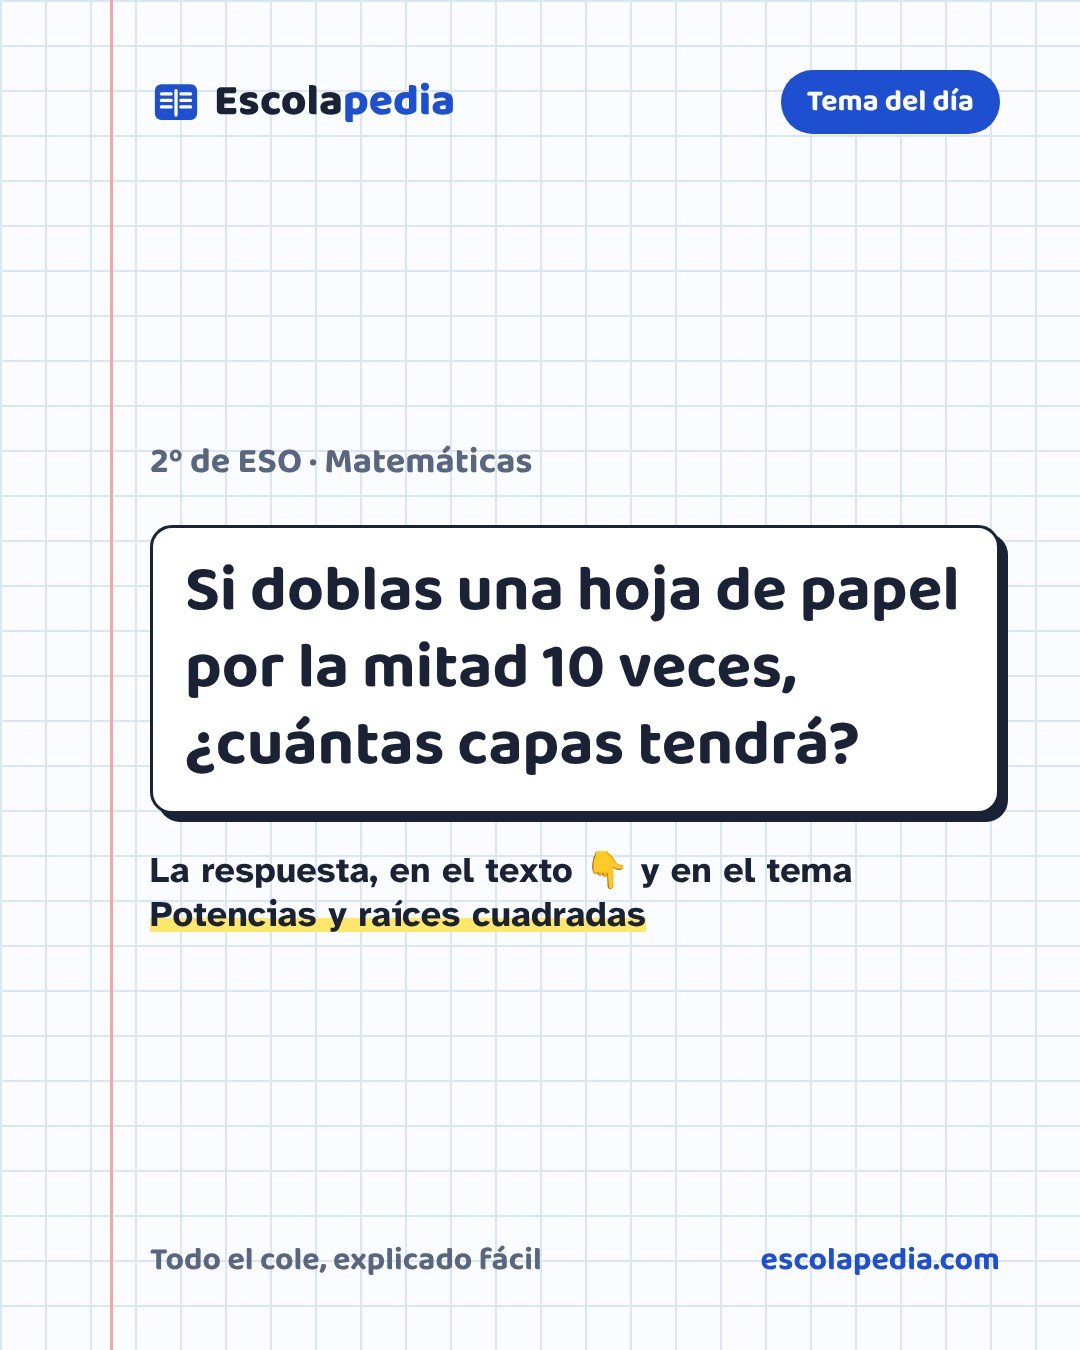 Escolapedia
Tema del día
2º de ESO · Matemáticas
Si doblas una hoja de papel
por la mitad 10 veces,
¿cuántas capas tendrá?
La respuesta, en el texto 👇 y en el tema
Potencias y raíces cuadradas
Todo el cole, explicado fácil
escolapedia.com